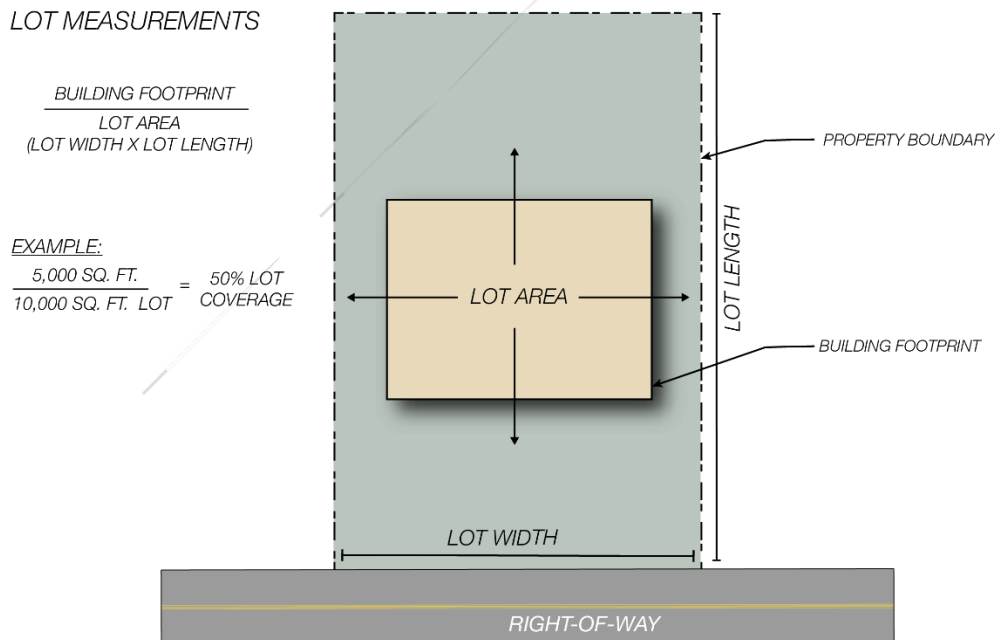 LOT MEASUREMENTS
BUILDING FOOTPRINT
LOT AREA
(LOT WIDTH X LOT LENGTH)
EXAMPLE:
5,000 SQ. FT.
10,000 SQ. FT. LOT
=
50% LOT
COVERAGE
PROPERTY BOUNDARY
LOT LENGTH
LOT AREA
BUILDING FOOTPRINT
LOT WIDTH
RIGHT-OF-WAY